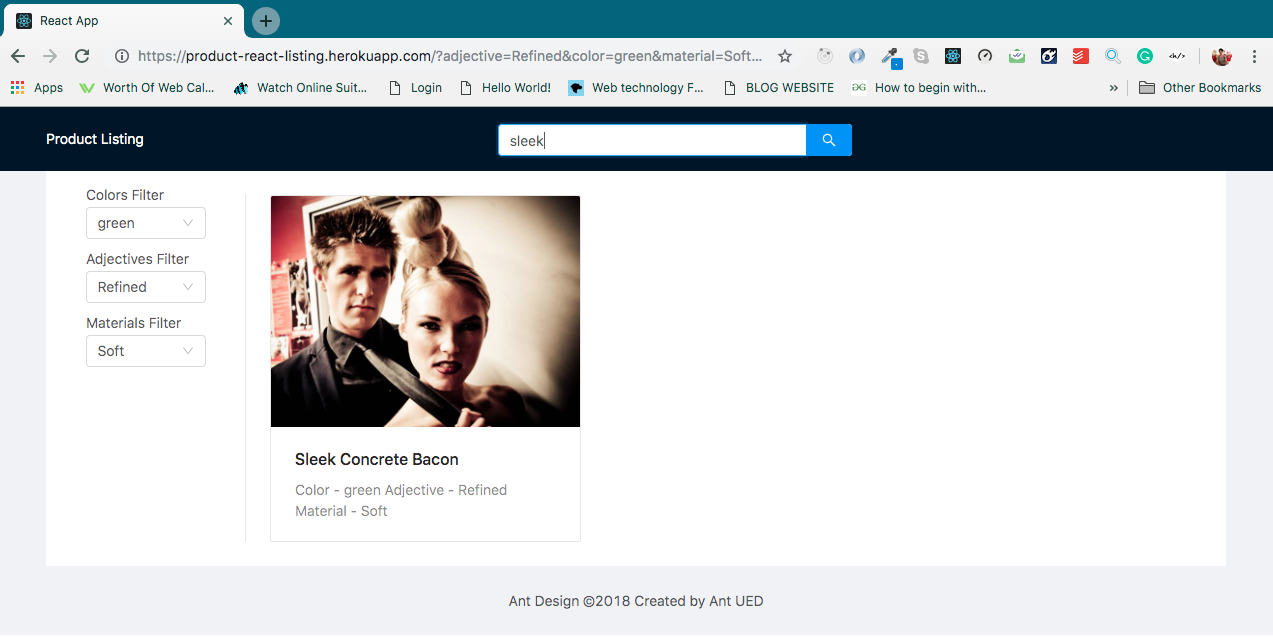 React App
https://product-react-listing.herokuapp.com/?adjective=Refined&color=green&material=Soft...
Apps Worth Of Web Cal... Watch Online Suit... Login Hello World! Web technology F... BLOG WEBSITE How to begin with... » Other Bookmarks
Product Listing
sleek
Colors Filter
green
Adjectives Filter
Refined
Materials Filter
Soft
Sleek Concrete Bacon
Color - green Adjective - Refined
Material - Soft
Ant Design ©2018 Created by Ant UED